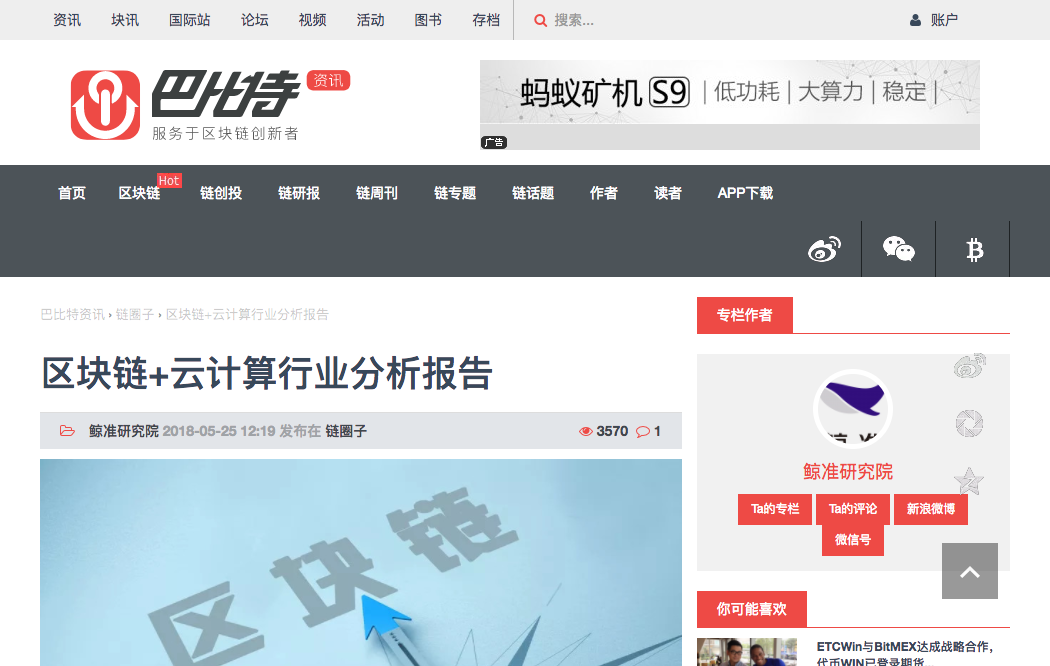 资讯 块讯 国际站 论坛 视频 活动 图书 存档 搜索... 账户
巴比特 资讯
服务于区块链创新者
蚂蚁矿机 S9 | 低功耗 | 大算力 | 稳定 |
广告
首页 区块链 Hot 链创投 链研报 链周刊 链专题 链话题 作者 读者 APP下载
巴比特资讯 › 链圈子 › 区块链+云计算行业分析报告
区块链+云计算行业分析报告
鲸准研究院 2018-05-25 12:19 发布在 链圈子 3570 1
区块链
专栏作者
鲸准研究院
Ta的专栏 Ta的评论 新浪微博
微信号
你可能喜欢
ETCWin与BitMEX达成战略合作，
代币WIN已登录期货...